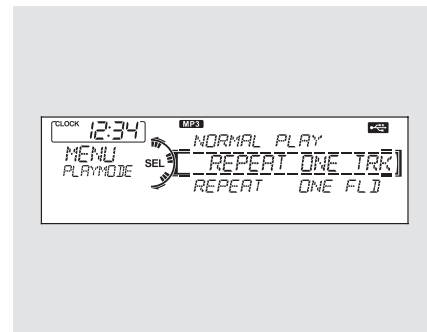 CLOCK 12:34
MP3
NORMAL PLAY
MENU
PLAYMODE
SEL
REPEAT ONE TRK
REPEAT ONE FLD